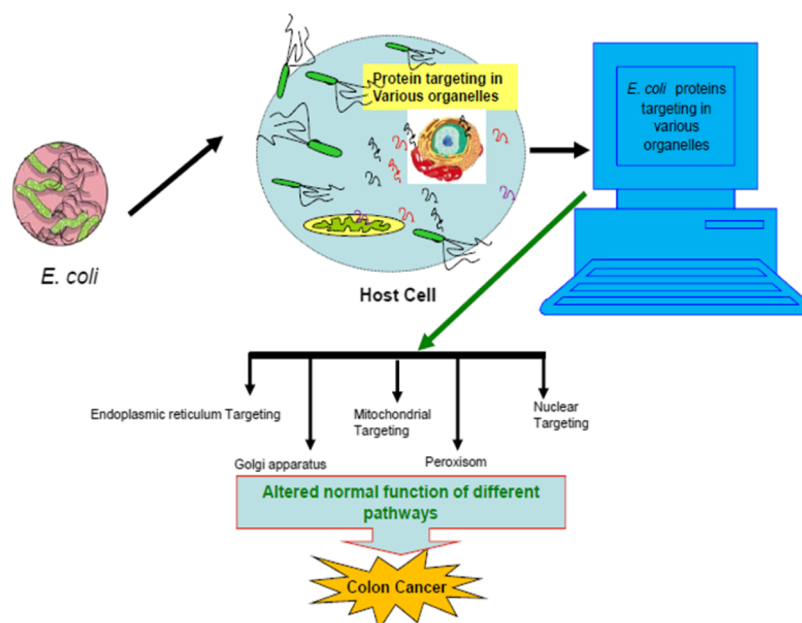 Protein targeting in
Various organelles
E. coli proteins
targeting in
various
organelles
E. coli
Host Cell
Endoplasmic reticulum Targeting
Mitochondrial
Targeting
Nuclear
Targeting
Golgi apparatus
Peroxisom
Altered normal function of different
pathways
Colon Cancer